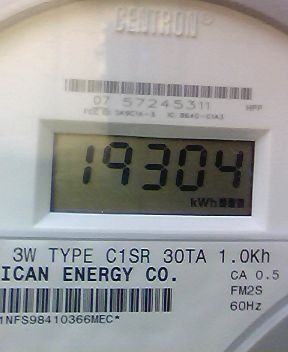 CENTRON®
07 57245311 HPP
19304
kWh
3W TYPE C1SR 30TA 1.0Kh
ICAN ENERGY CO. CA 0.5
FM2S
60Hz
1NFS98410366MEC*